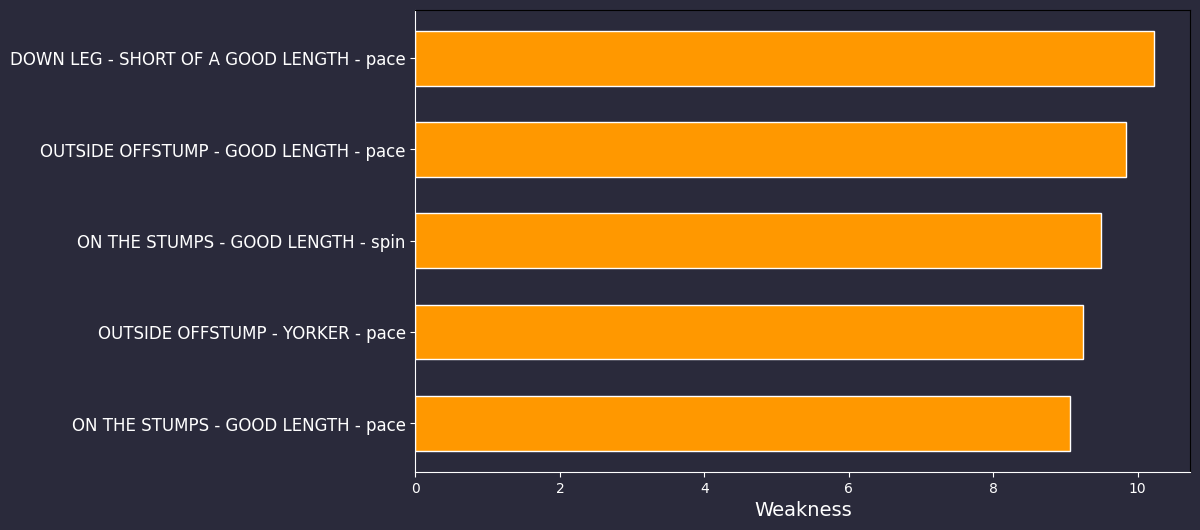 DOWN LEG - SHORT OF A GOOD LENGTH - pace
OUTSIDE OFFSTUMP - GOOD LENGTH - pace
ON THE STUMPS - GOOD LENGTH - spin
OUTSIDE OFFSTUMP - YORKER - pace
ON THE STUMPS - GOOD LENGTH - pace
0 2 4 6 8 10
Weakness